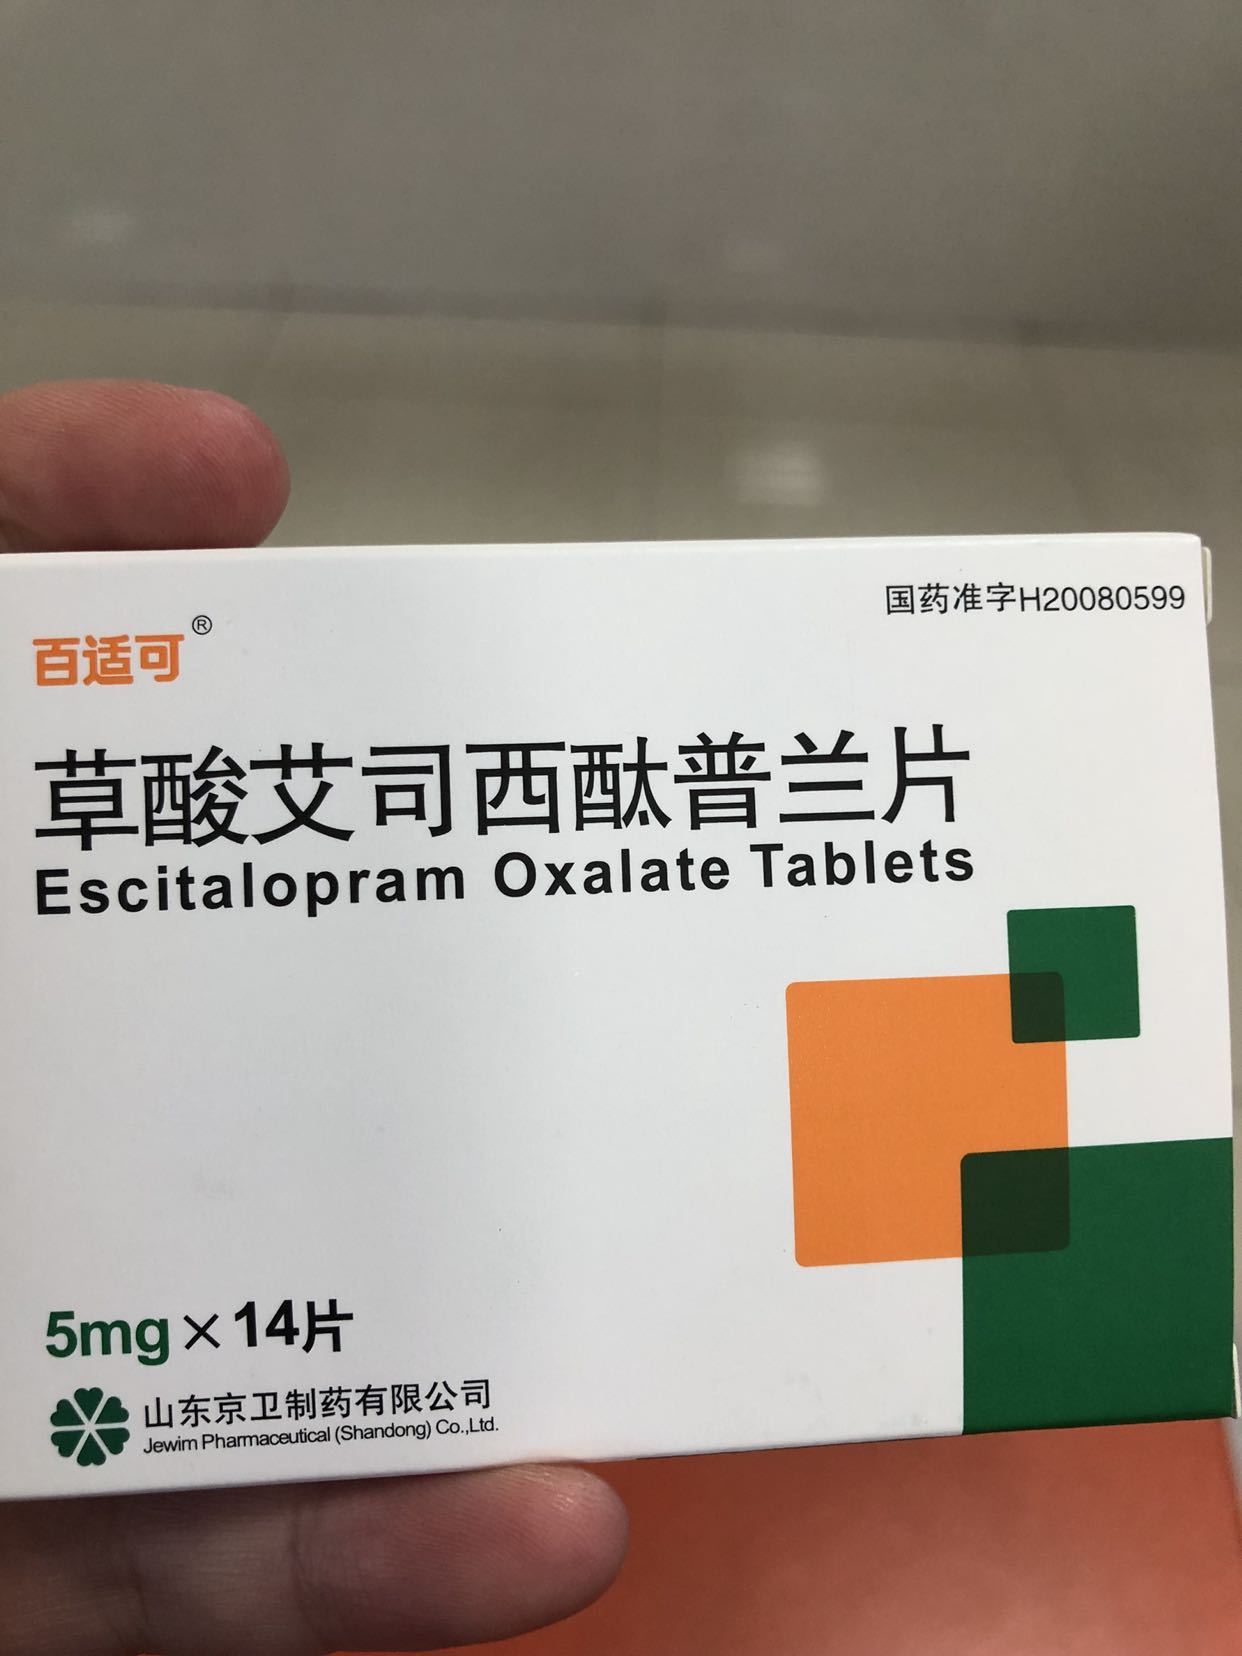 国药准字H20080599
百适可®
草酸艾司西酞普兰片
Escitalopram Oxalate Tablets
5mg×14片
山东京卫制药有限公司
Jewim Pharmaceutical (Shandong) Co.,Ltd.